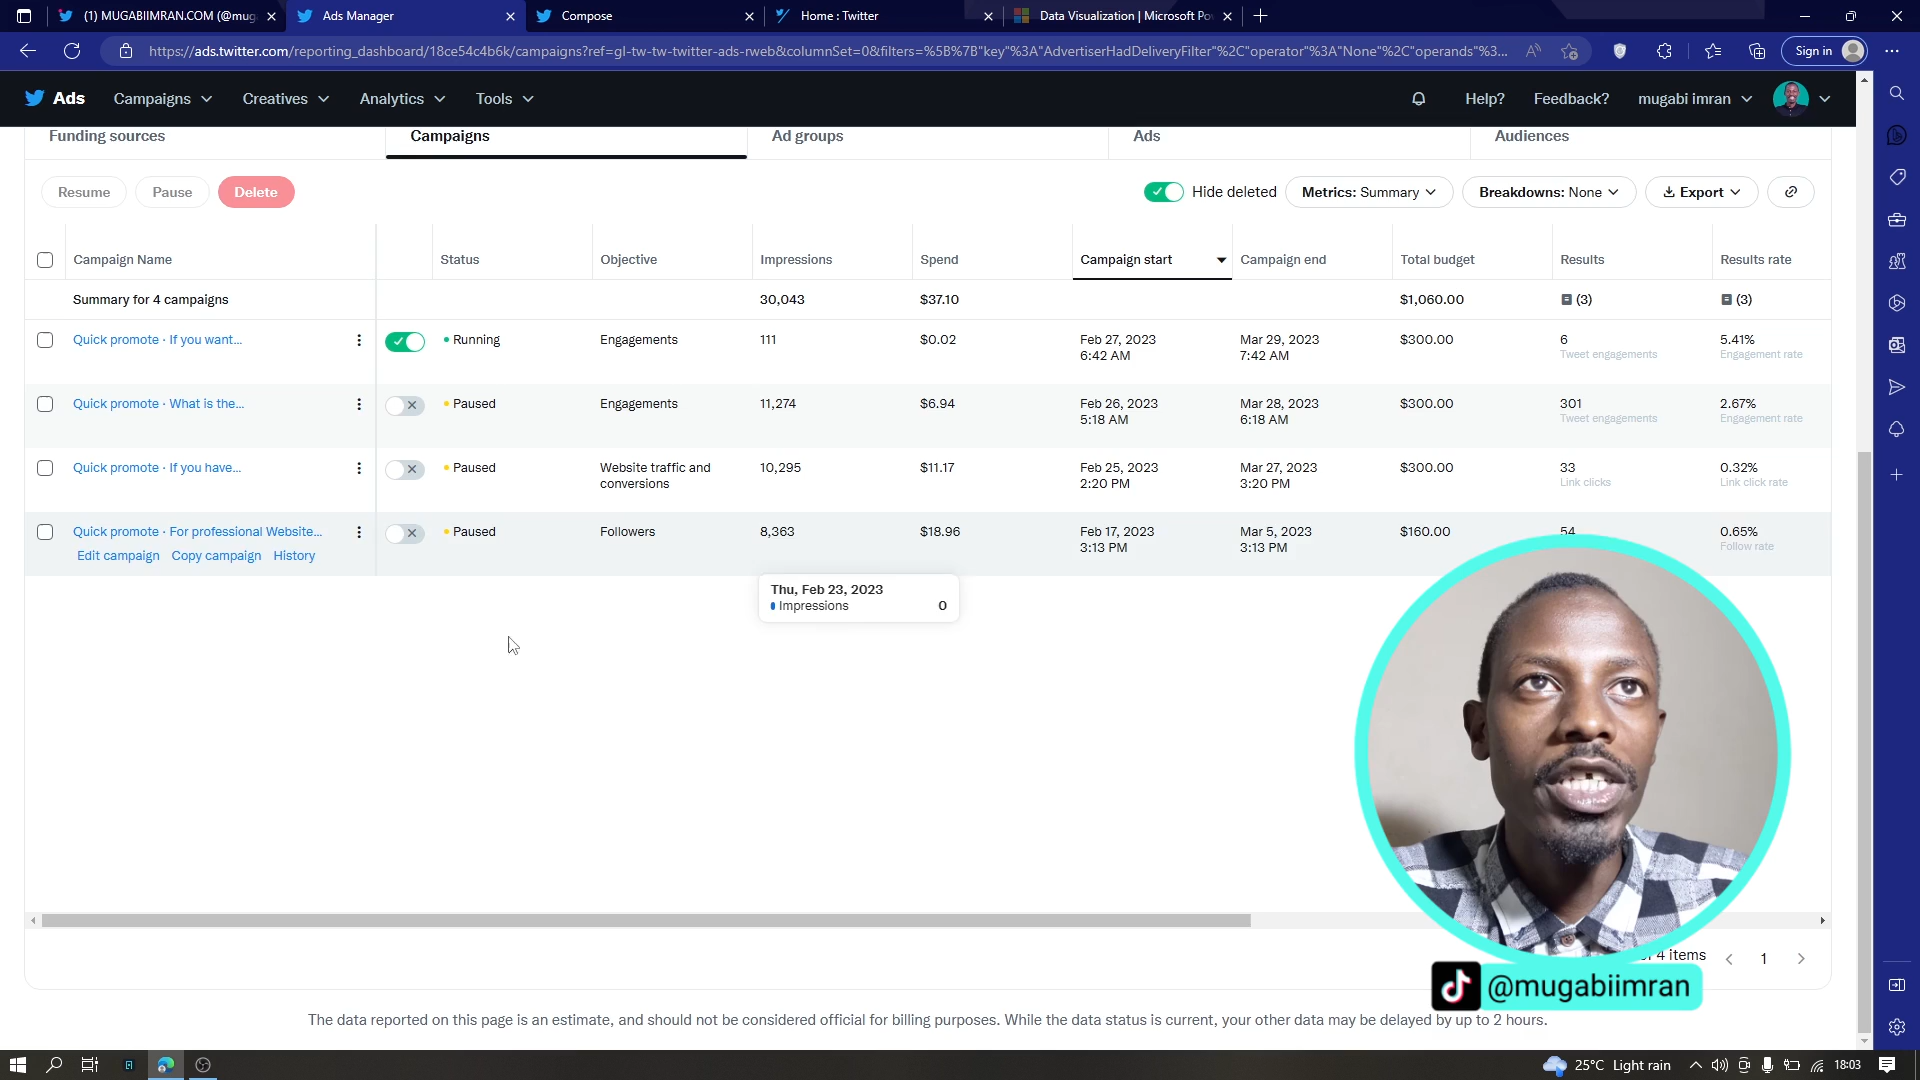 (1) MUGABIIMRAN.COM (@mug
Ads Manager
Compose
Home : Twitter
Data Visualization | Microsoft Po
https://ads.twitter.com/reporting_dashboard/18ce54c4b6k/campaigns?ref=gl-tw-tw-twitter-ads-rweb&columnSet=0&filters=%5B%7B"key"%3A"AdvertiserHadDeliveryFilter"%2C"operator"%3A"None"%2C"operands"%3...
Sign in
Ads
Campaigns
Creatives
Analytics
Tools
Help?
Feedback?
mugabi imran
Funding sources
Campaigns
Ad groups
Ads
Audiences
Resume
Pause
Delete
Hide deleted
Metrics: Summary
Breakdowns: None
Export
Campaign Name Status Objective Impressions Spend Campaign start Campaign end Total budget Results Results rate
Summary for 4 campaigns 30,043 $37.10 $1,060.00 (3) (3)
Quick promote · If you want... Running Engagements 111 $0.02 Feb 27, 2023 Mar 29, 2023 $300.00 6 5.41%
6:42 AM 7:42 AM Tweet engagements Engagement rate
Quick promote · What is the... Paused Engagements 11,274 $6.94 Feb 26, 2023 Mar 28, 2023 $300.00 301 2.67%
5:18 AM 6:18 AM Tweet engagements Engagement rate
Quick promote · If you have... Paused Website traffic and 10,295 $11.17 Feb 25, 2023 Mar 27, 2023 $300.00 33 0.32%
conversions 2:20 PM 3:20 PM Link clicks Link click rate
Quick promote · For professional Website... Paused Followers 8,363 $18.96 Feb 17, 2023 Mar 5, 2023 $160.00 54 0.65%
Edit campaign Copy campaign History 3:13 PM 3:13 PM Follow rate
Thu, Feb 23, 2023
Impressions 0
4 items
1
@mugabiimran
The data reported on this page is an estimate, and should not be considered official for billing purposes. While the data status is current, your other data may be delayed by up to 2 hours.
25°C Light rain
18:03